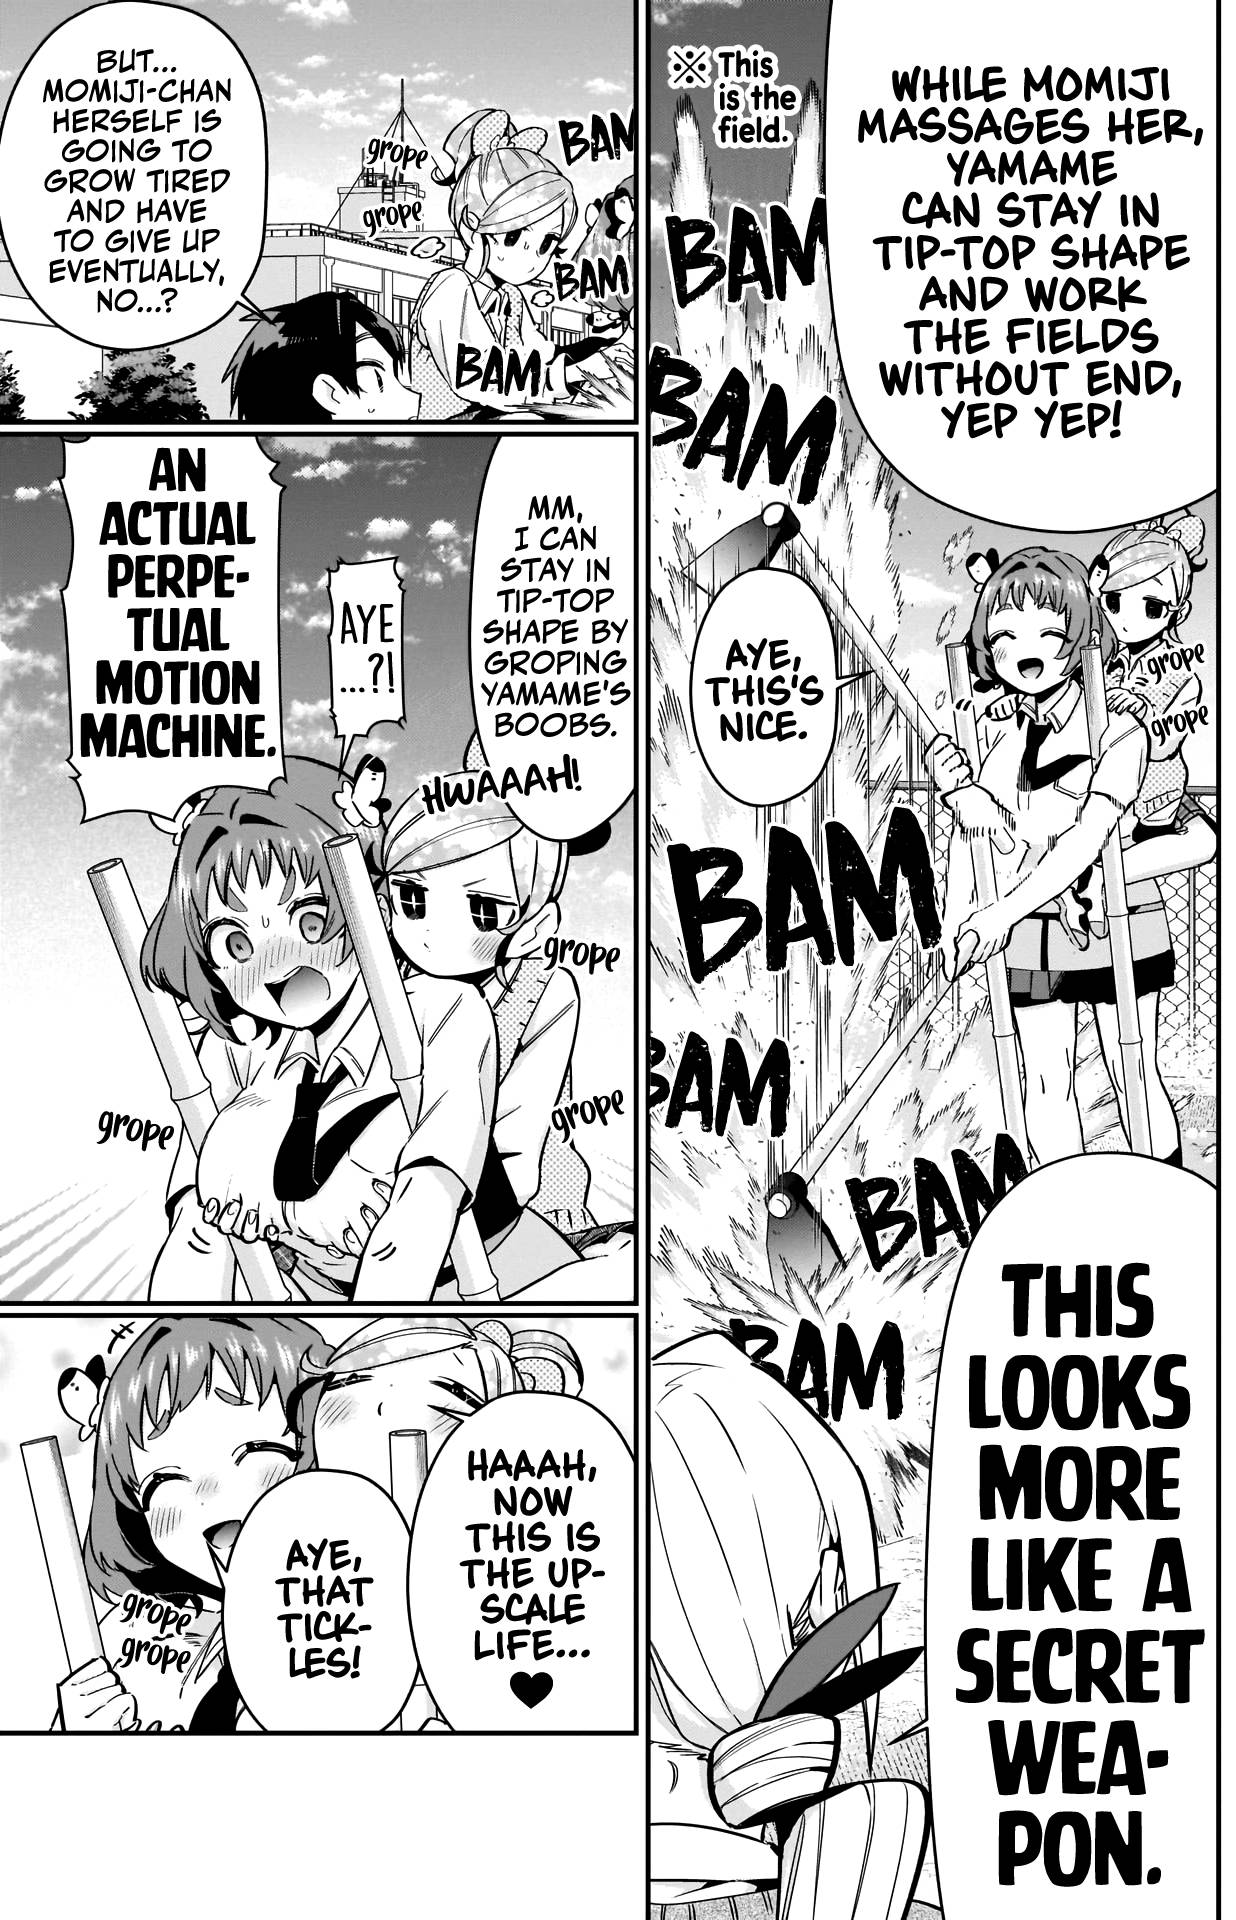 ※ This
is the
field.
WHILE MOMIJI
MASSAGES HER,
YAMAME
CAN STAY IN
TIP-TOP SHAPE
AND WORK
THE FIELDS
WITHOUT END,
YEP YEP!
BAM
BAM
AYE,
THIS'S
NICE.
grope
grope
BAM
BAM
BAM
BAM
THIS
LOOKS
MORE
LIKE A
SECRET
WEA-
PON.
BUT...
MOMIJI-CHAN
HERSELF IS
GOING TO
GROW TIRED
AND HAVE
TO GIVE UP
EVENTUALLY,
NO...?
grope
grope
BAM
BAM
BAM
MM,
I CAN
STAY IN
TIP-TOP
SHAPE BY
GROPING
YAMAME'S
BOOBS.
HWAAAH!
AYE
...?!
AN
ACTUAL
PERPE-
TUAL
MOTION
MACHINE.
grope
grope
grope
HAAAH,
NOW
THIS IS
THE UP-
SCALE
LIFE...
♥
AYE,
THAT
TICK-
LES!
grope
grope